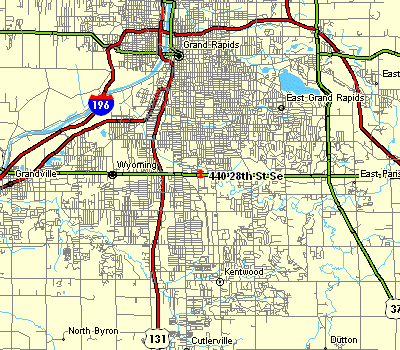 Grand Rapids
East
196
East Grand Rapids
Wyoming
Grandville
440 28th St Se
East Paris
Kentwood
37
North Byron
131
Cutlerville
Dutton